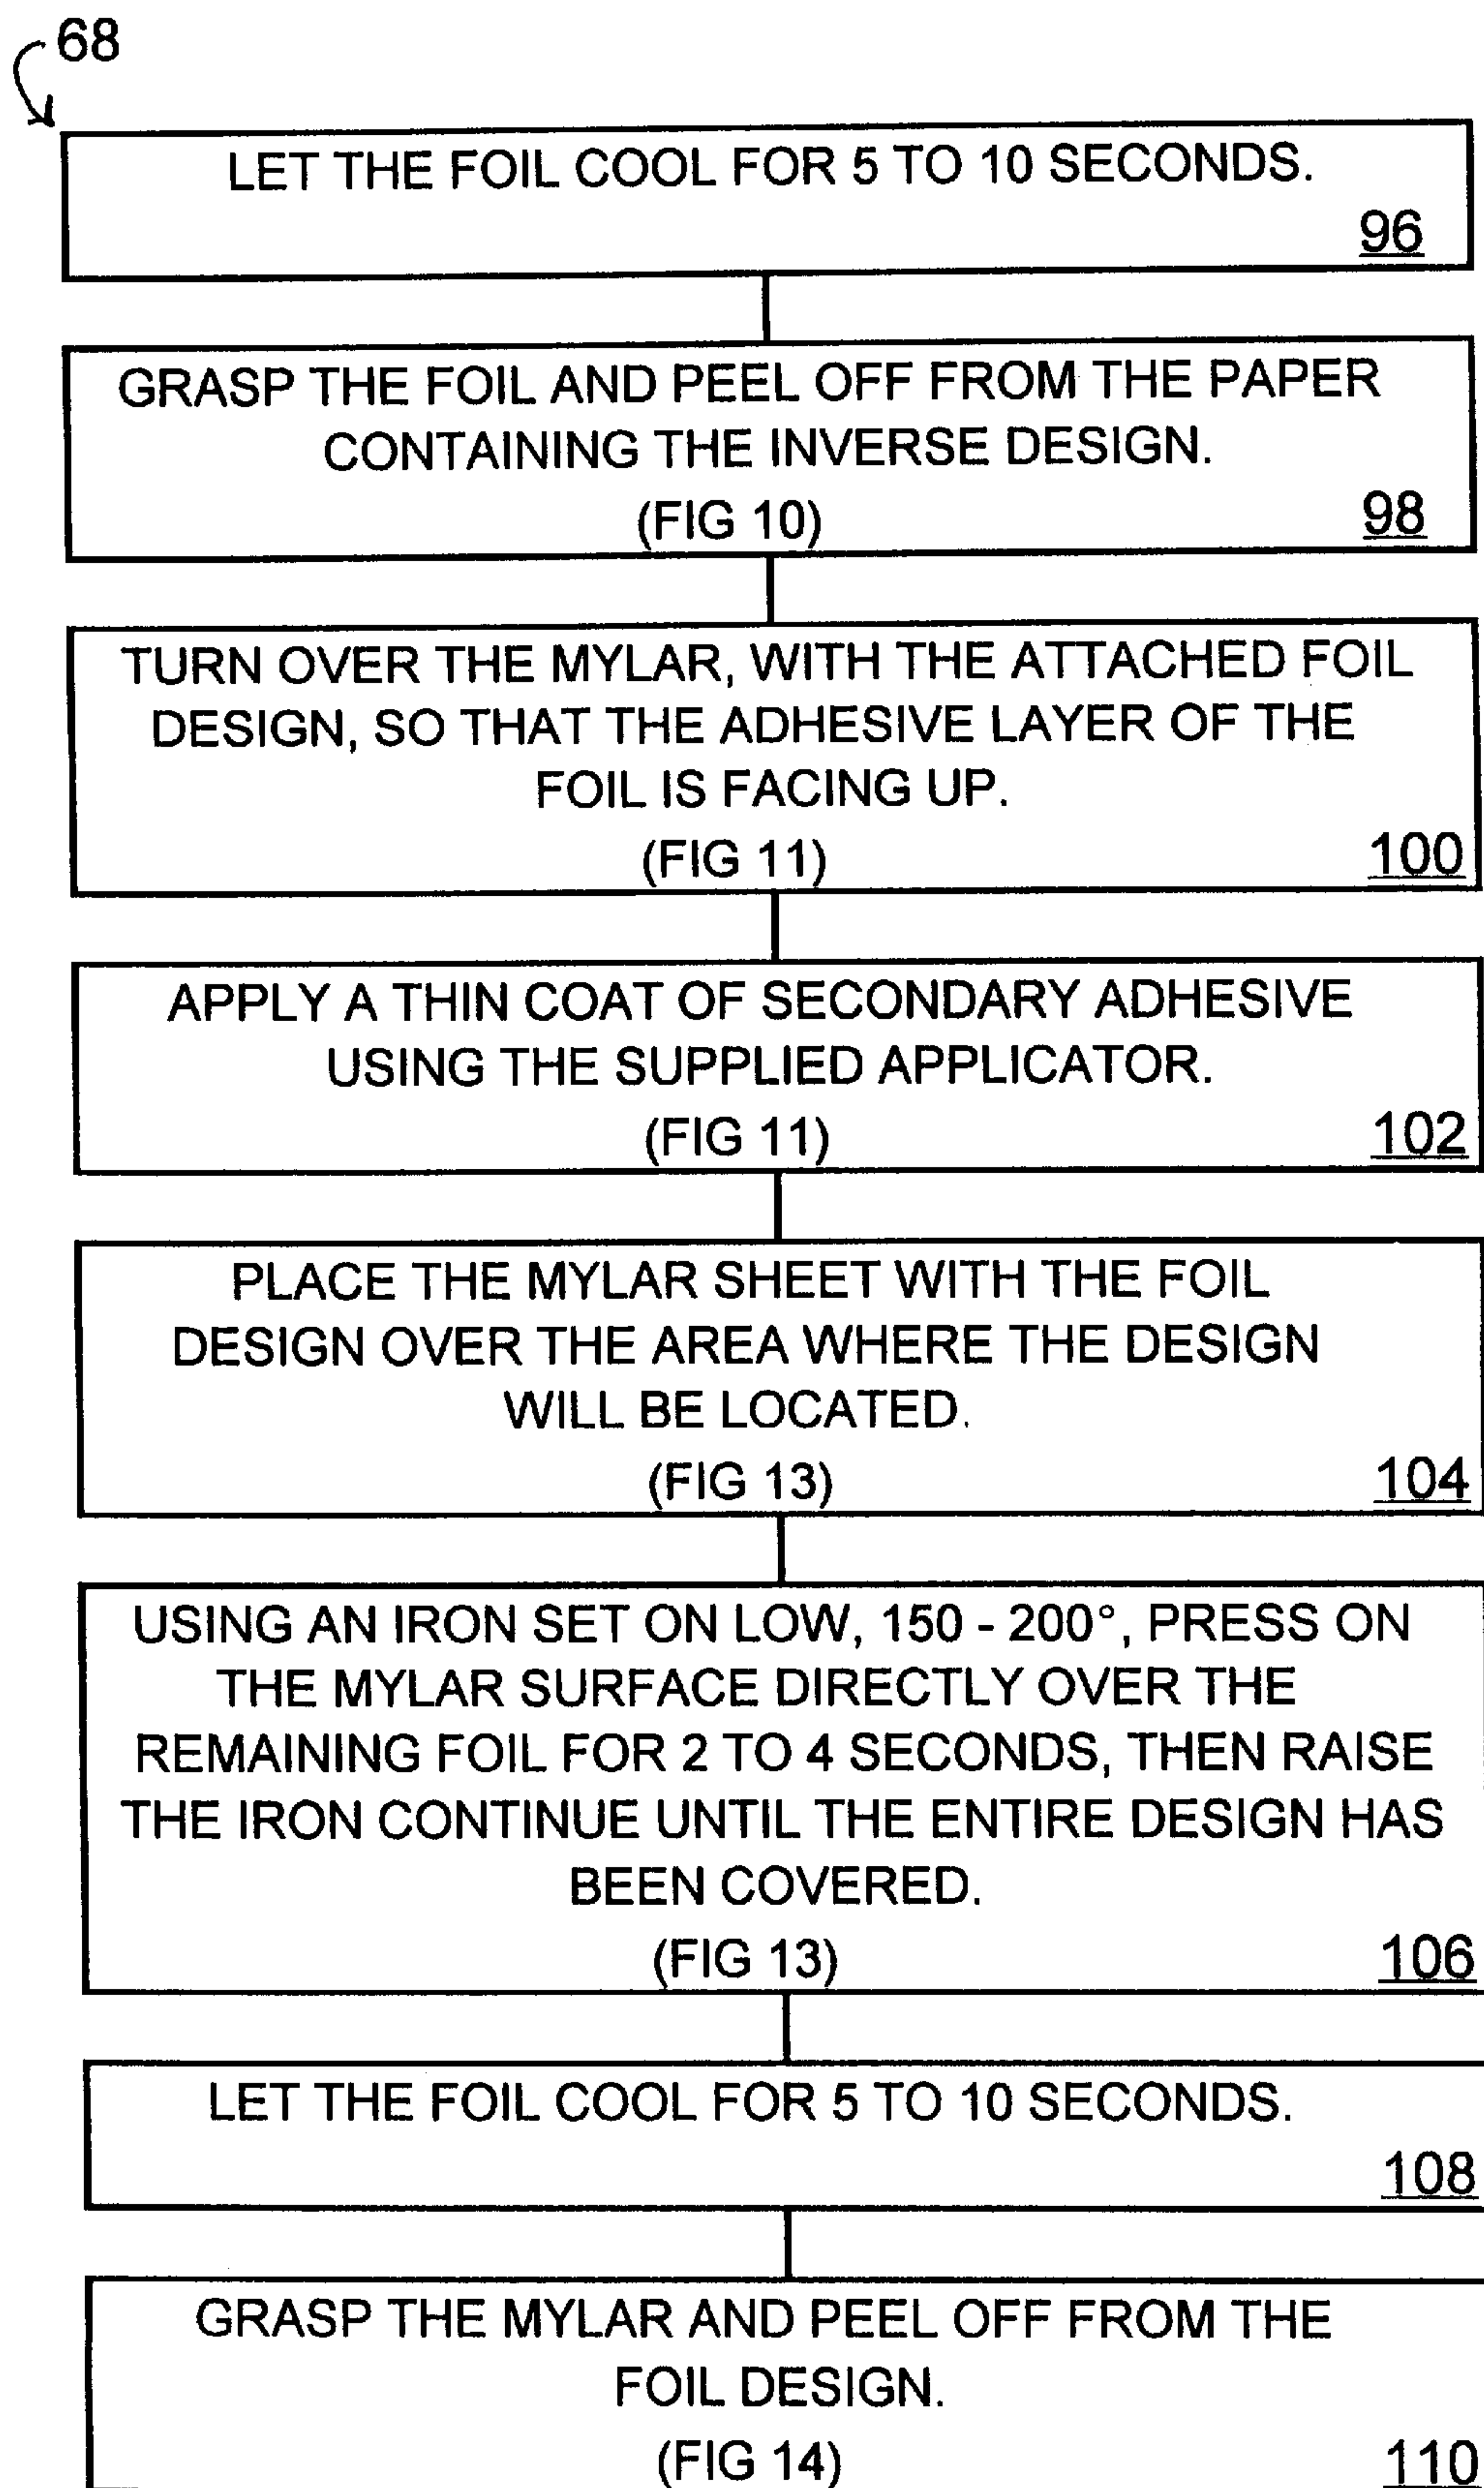 68
LET THE FOIL COOL FOR 5 TO 10 SECONDS.
96
GRASP THE FOIL AND PEEL OFF FROM THE PAPER
CONTAINING THE INVERSE DESIGN.
(FIG 10)
98
TURN OVER THE MYLAR, WITH THE ATTACHED FOIL
DESIGN, SO THAT THE ADHESIVE LAYER OF THE
FOIL IS FACING UP.
(FIG 11)
100
APPLY A THIN COAT OF SECONDARY ADHESIVE
USING THE SUPPLIED APPLICATOR.
(FIG 11)
102
PLACE THE MYLAR SHEET WITH THE FOIL
DESIGN OVER THE AREA WHERE THE DESIGN
WILL BE LOCATED.
(FIG 13)
104
USING AN IRON SET ON LOW, 150 - 200°, PRESS ON
THE MYLAR SURFACE DIRECTLY OVER THE
REMAINING FOIL FOR 2 TO 4 SECONDS, THEN RAISE
THE IRON CONTINUE UNTIL THE ENTIRE DESIGN HAS
BEEN COVERED.
(FIG 13)
106
LET THE FOIL COOL FOR 5 TO 10 SECONDS.
108
GRASP THE MYLAR AND PEEL OFF FROM THE
FOIL DESIGN.
(FIG 14)
110